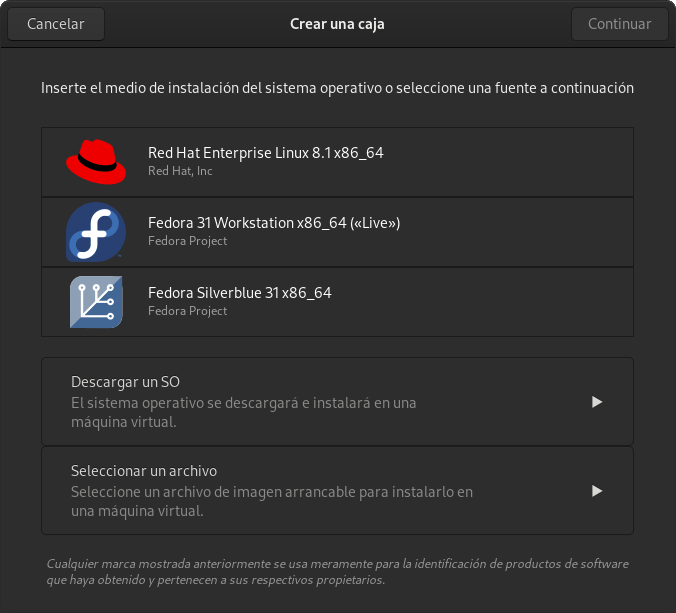 Cancelar
Crear una caja
Continuar
Inserte el medio de instalación del sistema operativo o seleccione una fuente a continuación
Red Hat Enterprise Linux 8.1 x86_64
Red Hat, Inc
Fedora 31 Workstation x86_64 («Live»)
Fedora Project
Fedora Silverblue 31 x86_64
Fedora Project
Descargar un SO
El sistema operativo se descargará e instalará en una
máquina virtual.
Seleccionar un archivo
Seleccione un archivo de imagen arrancable para instalarlo en
una máquina virtual.
Cualquier marca mostrada anteriormente se usa meramente para la identificación de productos de software
que haya obtenido y pertenecen a sus respectivos propietarios.